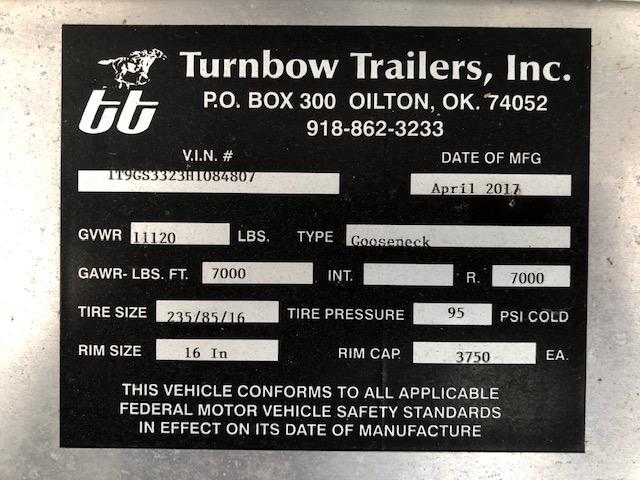 tt Turnbow Trailers, Inc.
P.O. BOX 300 OILTON, OK. 74052
918-862-3233
V.I.N. # DATE OF MFG
1T9GS3323H1084807 April 2017
GVWR 11120 LBS. TYPE Gooseneck
GAWR- LBS. FT. 7000 INT. R. 7000
TIRE SIZE 235/85/16 TIRE PRESSURE 95 PSI COLD
RIM SIZE 16 In RIM CAP. 3750 EA.
THIS VEHICLE CONFORMS TO ALL APPLICABLE
FEDERAL MOTOR VEHICLE SAFETY STANDARDS
IN EFFECT ON ITS DATE OF MANUFACTURE